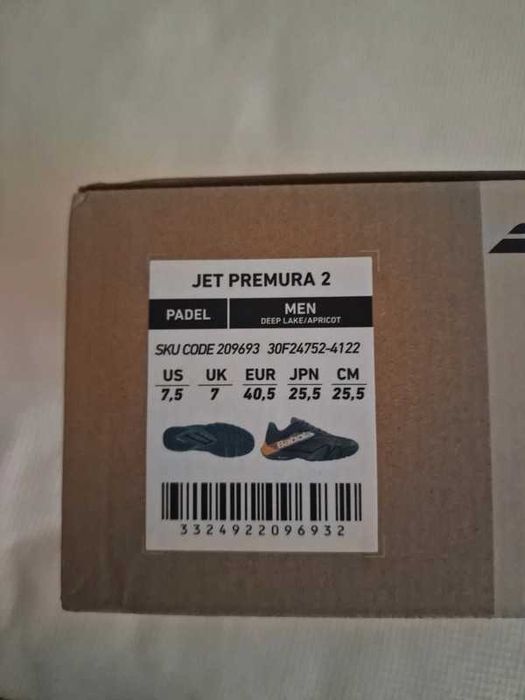 JET PREMURA 2
PADEL
MEN
DEEP LAKE/APRICOT
SKU CODE 209693 30F24752-4122
US UK EUR JPN CM
7,5 7 40,5 25,5 25,5
Babolat
3324922096932